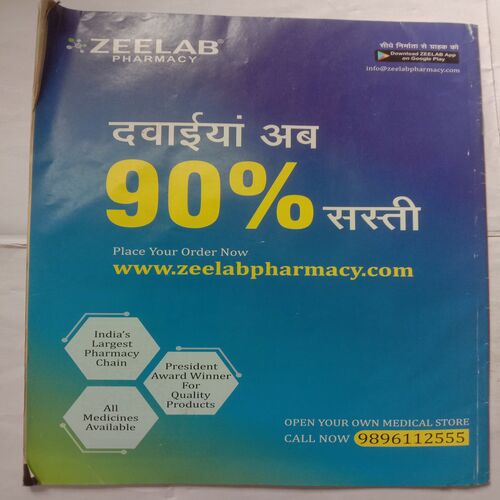 ZEELAB®
PHARMACY
सीधे निर्माता से ग्राहक को
Download ZEELAB App
on Google Play
info@zeelabpharmacy.com
दवाईयां अब
90% सस्ती
Place Your Order Now
www.zeelabpharmacy.com
India's
Largest
Pharmacy
Chain
President
Award Winner
For
Quality
Products
All
Medicines
Available
OPEN YOUR OWN MEDICAL STORE
CALL NOW 9896112555